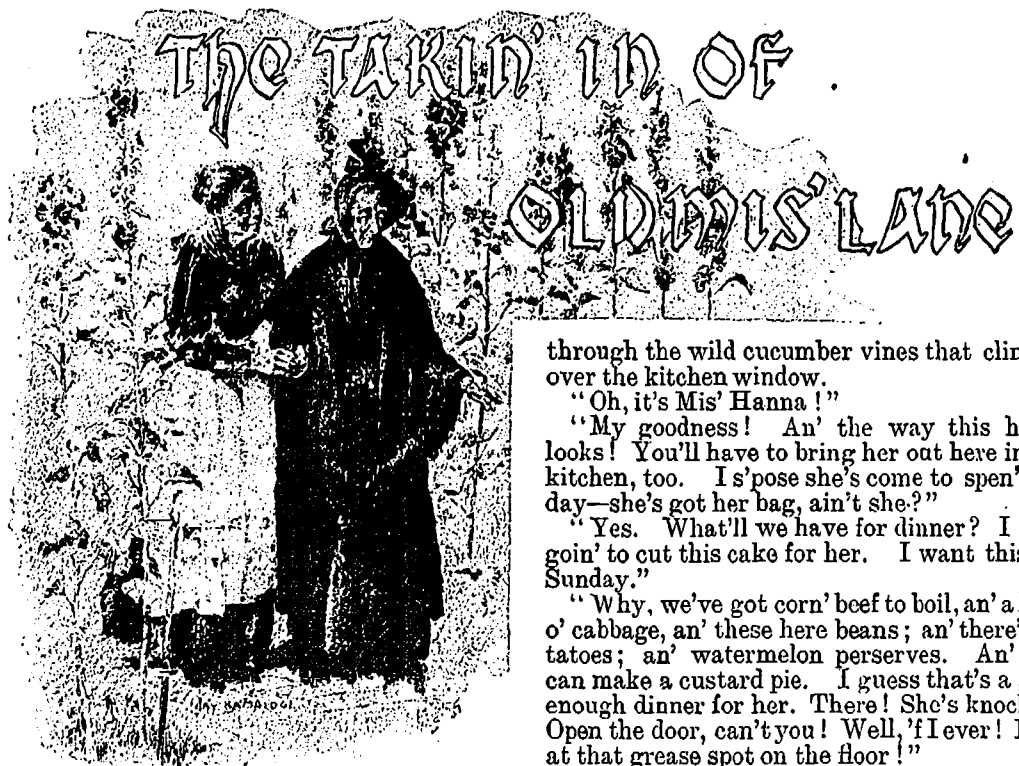 THE TAKIN' IN OF
OLD MIS' LANE
through the wild cucumber vines that
over the kitchen window.
"Oh, it's Mis' Hanna!"
"My goodness! An' the way this
looks! You'll have to bring her out here
kitchen, too. I s'pose she's come to spen'
day—she's got her bag, ain't she?"
"Yes. What'll we have for dinner? I
goin' to cut this cake for her. I want
Sunday."
"Why, we've got corn' beef to boil, an' a
o' cabbage, an' these here beans; an'
tatoes; an' watermelon perserves. An'
can make a custard pie. I guess that's a
enough dinner for her. There! She's
Open the door, can't you! Well, 'f I ever!
at that grease spot on the floor!"